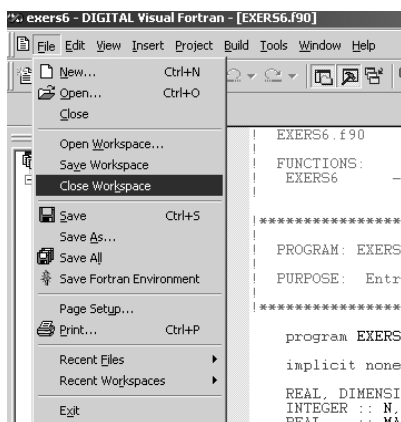 exers6 - DIGITAL Visual Fortran - [EXERS6.f90]
File Edit View Insert Project Build Tools Window Help
New... Ctrl+N
Open... Ctrl+O
Close
Open Workspace...
Save Workspace
Close Workspace
Save Ctrl+S
Save As...
Save All
Save Fortran Environment
Page Setup...
Print... Ctrl+P
Recent Files
Recent Workspaces
Exit
! EXERS6.f90
!
! FUNCTIONS:
! EXERS6 -
!
!****************
!
! PROGRAM: EXERS
!
! PURPOSE: Entr
!
!****************
program EXERS
implicit none
REAL, DIMENSI
INTEGER :: N,